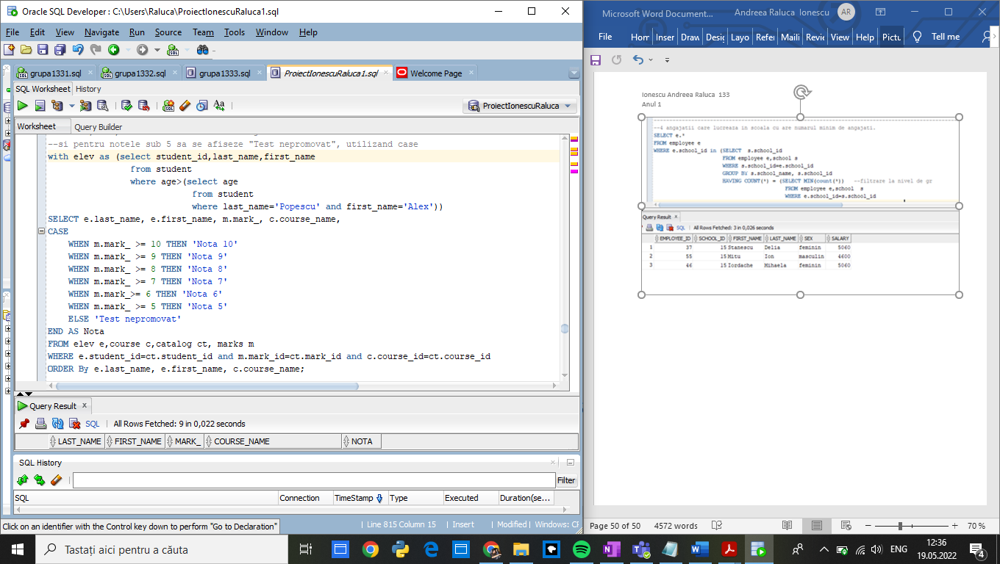 Oracle SQL Developer : C:\Users\Raluca\ProiectIonescuRaluca1.sql
File Edit View Navigate Run Source Team Tools Window Help
grupa1331.sql grupa1332.sql grupa1333.sql ProiectIonescuRaluca1.sql Welcome Page
SQL Worksheet History
ProiectIonescuRaluca
Worksheet Query Builder
--si pentru notele sub 5 sa se afiseze "Test nepromovat", utilizand case
with elev as (select student_id,last_name,first_name
from student
where age>(select age
from student
where last_name='Popescu' and first_name='Alex'))
SELECT e.last_name, e.first_name, m.mark_, c.course_name,
CASE
WHEN m.mark_ >= 10 THEN 'Nota 10'
WHEN m.mark_ >= 9 THEN 'Nota 9'
WHEN m.mark_ >= 8 THEN 'Nota 8'
WHEN m.mark_ >= 7 THEN 'Nota 7'
WHEN m.mark_>= 6 THEN 'Nota 6'
WHEN m.mark_ >= 5 THEN 'Nota 5'
ELSE 'Test nepromovat'
END AS Nota
FROM elev e,course c,catalog ct, marks m
WHERE e.student_id=ct.student_id and m.mark_id=ct.mark_id and c.course_id=ct.course_id
ORDER By e.last_name, e.first_name, c.course_name;
Query Result x
SQL | All Rows Fetched: 9 in 0,022 seconds
LAST_NAME FIRST_NAME MARK_ COURSE_NAME NOTA
SQL History
Filter
SQL Connection TimeStamp Type Executed Duration(se...
Click on an identifier with the Control key down to perform "Go to Declaration"
| Line 815 Column 15 | Insert | Modified | Windows: CF
Microsoft Word Document... Andreea Raluca Ionescu AR
File Hom Inser Draw Desig Layo Refer Maili Revie View Help Pictu Tell me
Ionescu Andreea Raluca 133
Anul 1
--4 angajatii care lucreaza in scoala cu are numarul minim de angajati.
SELECT e.*
FROM employee e
WHERE e.school_id in (SELECT s.school_id
FROM employee e,school s
WHERE s.school_id=e.school_id
GROUP BY s.school_name, s.school_id
HAVING COUNT(*) = (SELECT MIN(count(*)) --filtrare la nivel de gr
FROM employee e,school s
WHERE e.school_id=s.school_id
Query Result x
SQL | All Rows Fetched: 3 in 0,026 seconds
EMPLOYEE_ID SCHOOL_ID FIRST_NAME LAST_NAME SEX SALARY
1 37 15 Stanescu Delia feminin 5060
2 55 15 Mitu Ion masculin 4600
3 46 15 Iordache Mihaela feminin 5060
Page 50 of 50 4572 words 70 %
Tastați aici pentru a căuta
ENG 12:36
19.05.2022
4